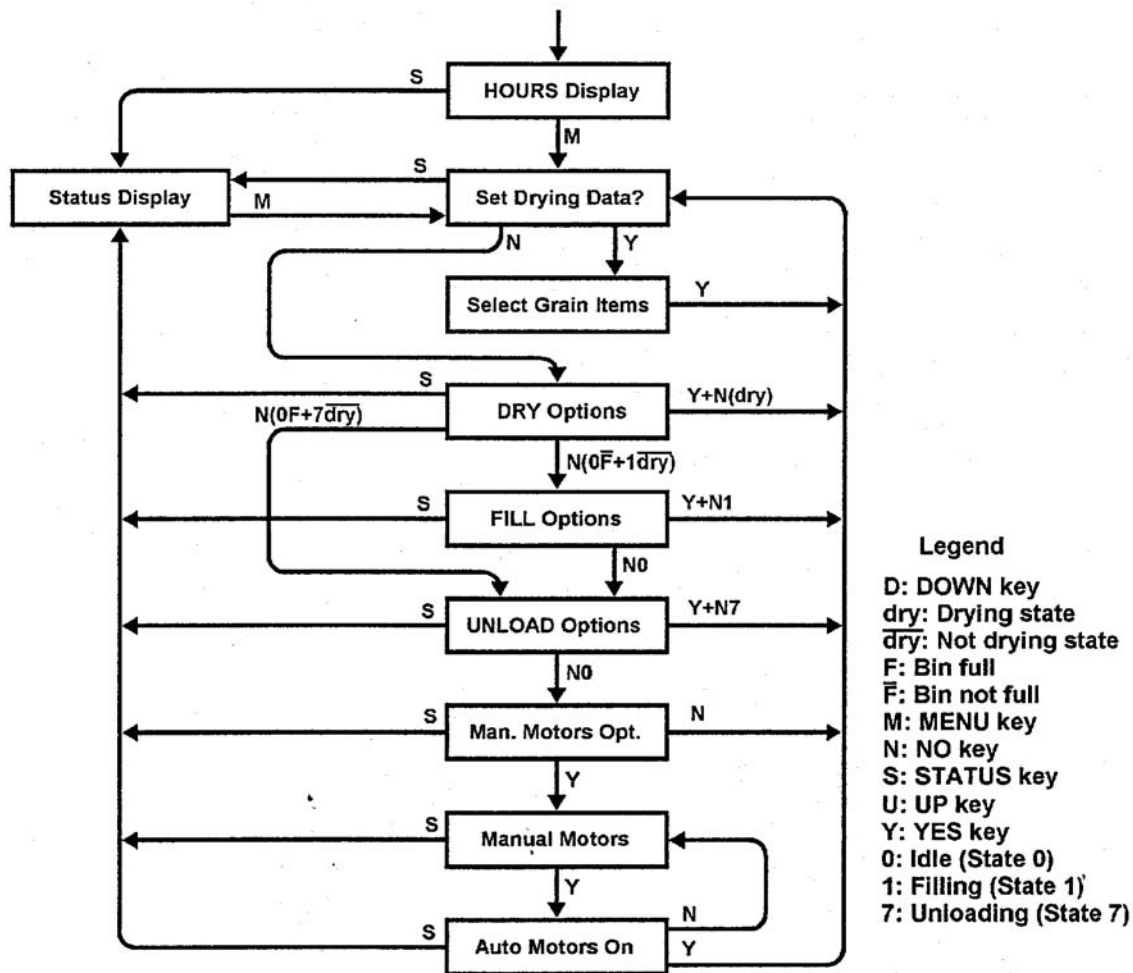 S
HOURS Display
M
S
Status Display
Set Drying Data?
M
N
Y
Select Grain Items
Y
S
DRY Options
Y+N(dry)
N(0F+7d̅r̅y̅)
N(0F̅+1d̅r̅y̅)
S
FILL Options
Y+N1
N0
S
UNLOAD Options
Y+N7
N0
S
Man. Motors Opt.
N
Y
S
Manual Motors
Y
N
S
Auto Motors On
Y
Legend
D: DOWN key
dry: Drying state
d̅r̅y̅: Not drying state
F: Bin full
F̅: Bin not full
M: MENU key
N: NO key
S: STATUS key
U: UP key
Y: YES key
0: Idle (State 0)
1: Filling (State 1)
7: Unloading (State 7)